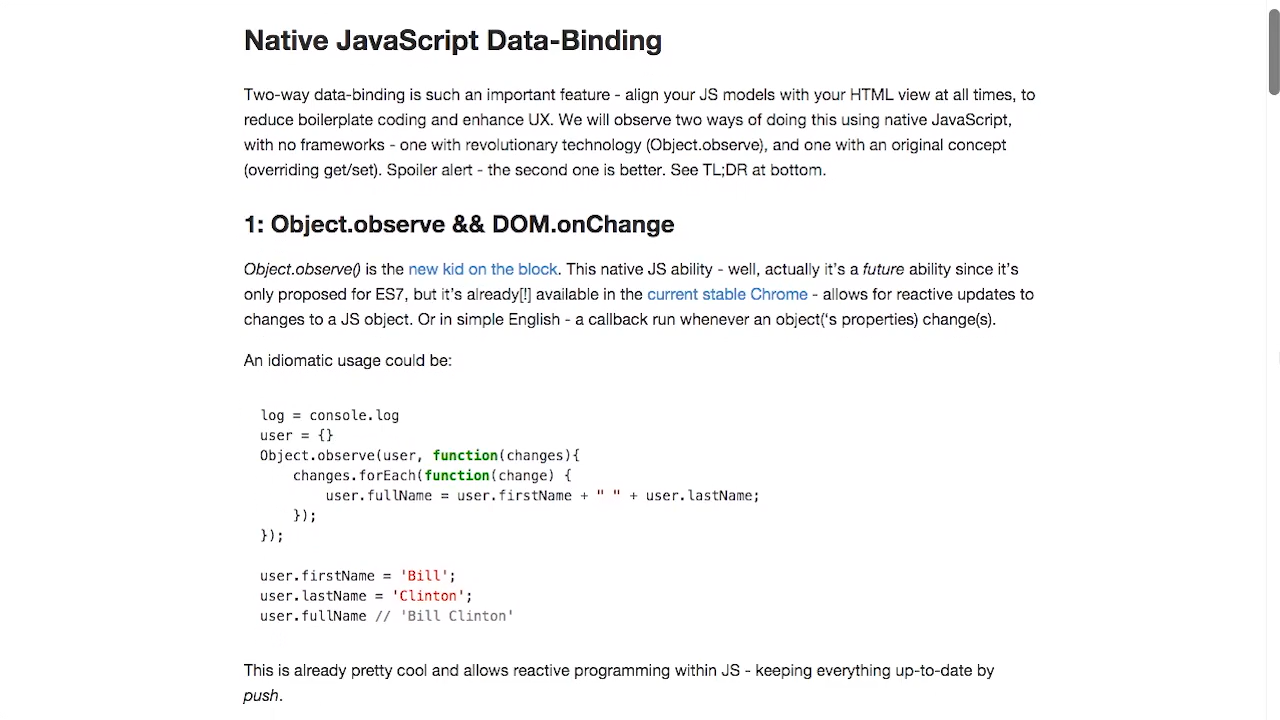 Native JavaScript Data-Binding
Two-way data-binding is such an important feature - align your JS models with your HTML view at all times, to
reduce boilerplate coding and enhance UX. We will observe two ways of doing this using native JavaScript,
with no frameworks - one with revolutionary technology (Object.observe), and one with an original concept
(overriding get/set). Spoiler alert - the second one is better. See TL;DR at bottom.
1: Object.observe && DOM.onChange
Object.observe() is the new kid on the block. This native JS ability - well, actually it’s a future ability since it’s
only proposed for ES7, but it’s already[!] available in the current stable Chrome - allows for reactive updates to
changes to a JS object. Or in simple English - a callback run whenever an object(‘s properties) change(s).
An idiomatic usage could be:
log = console.log
user = {}
Object.observe(user, function(changes){
    changes.forEach(function(change) {
        user.fullName = user.firstName + " " + user.lastName;
    });
});
user.firstName = 'Bill';
user.lastName = 'Clinton';
user.fullName // 'Bill Clinton'
This is already pretty cool and allows reactive programming within JS - keeping everything up-to-date by
push.